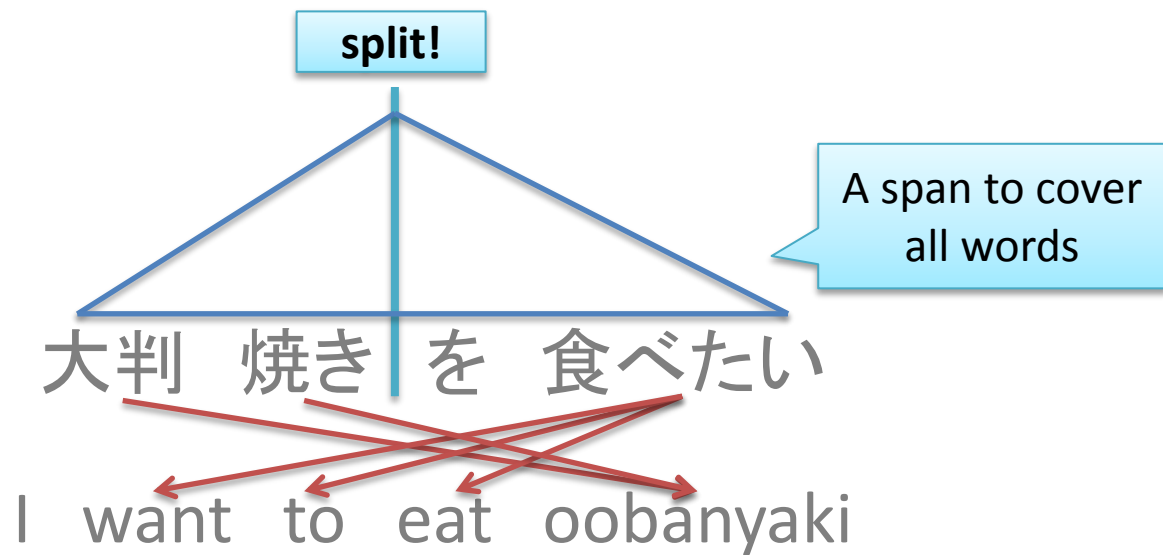 split!
A span to cover
all words
大判 焼き を 食べたい
I want to eat oobanyaki